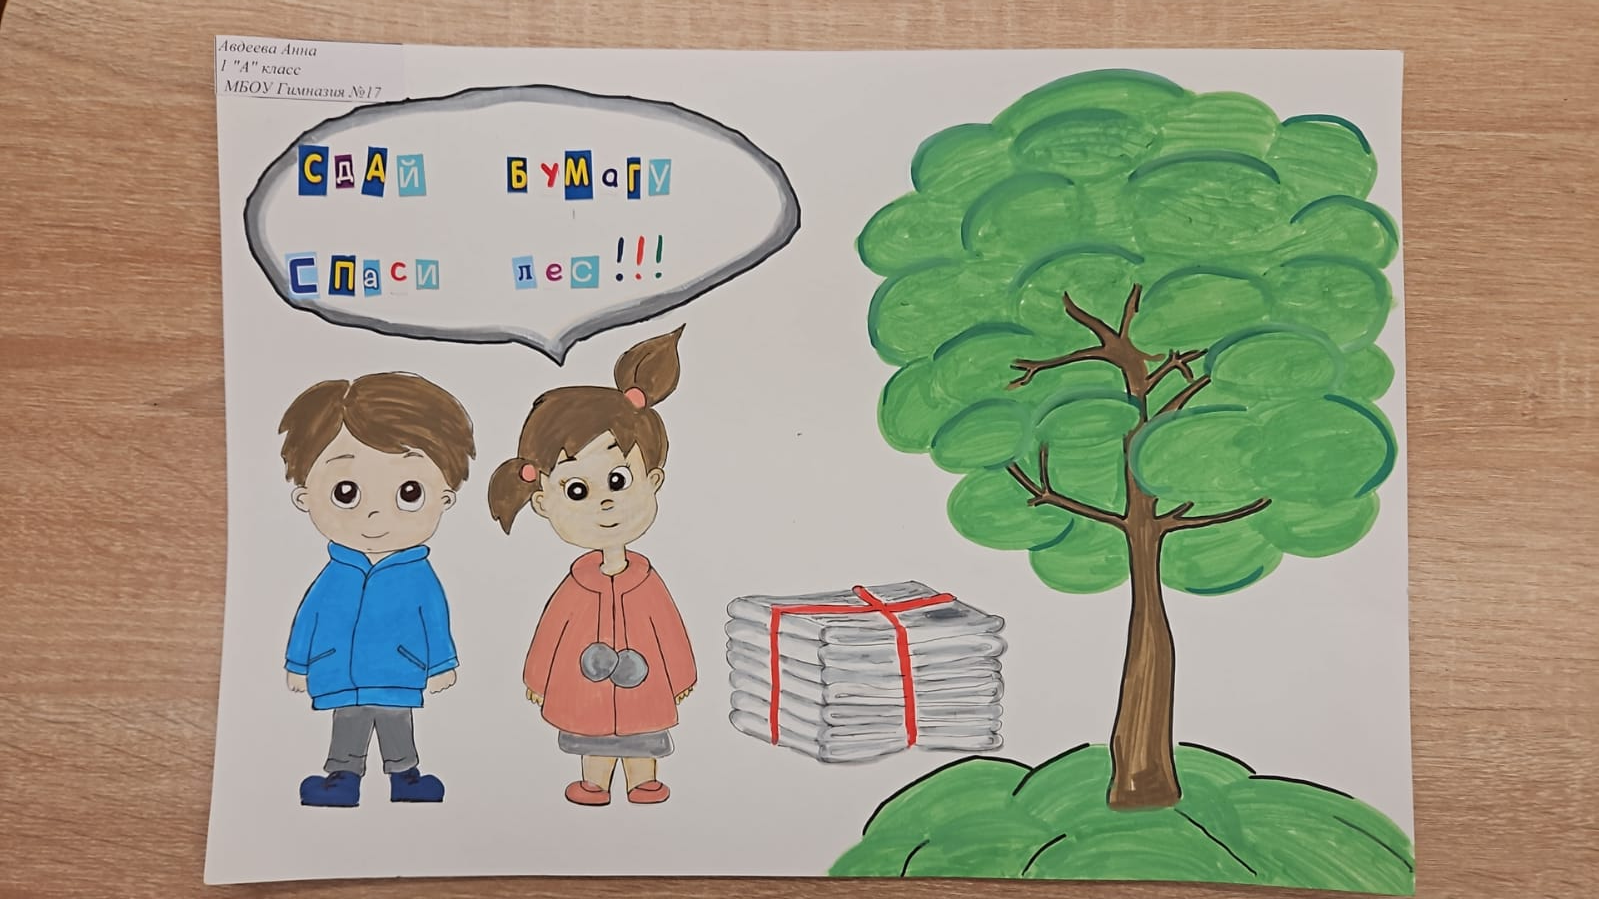 Авдеева Анна
1 "А" класс
МБОУ Гимназия №17
СДАЙ БУМаГУ
СПаСИ леС!!!